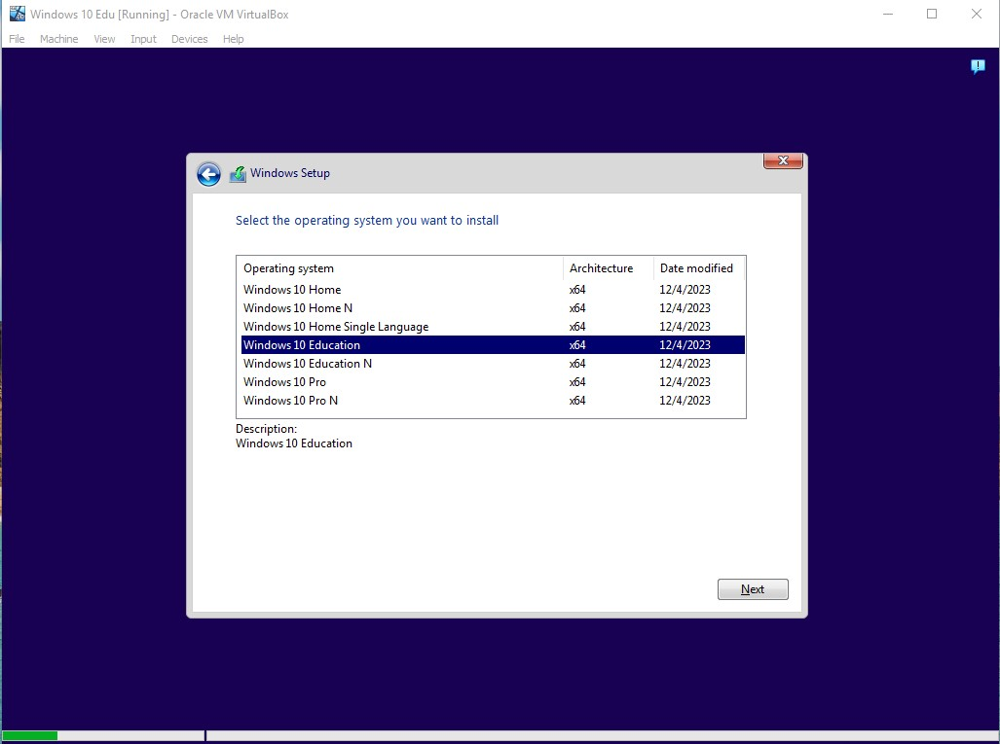 Windows 10 Edu [Running] - Oracle VM VirtualBox
File Machine View Input Devices Help
Windows Setup
Select the operating system you want to install
Operating system Architecture Date modified
Windows 10 Home x64 12/4/2023
Windows 10 Home N x64 12/4/2023
Windows 10 Home Single Language x64 12/4/2023
Windows 10 Education x64 12/4/2023
Windows 10 Education N x64 12/4/2023
Windows 10 Pro x64 12/4/2023
Windows 10 Pro N x64 12/4/2023
Description:
Windows 10 Education
Next